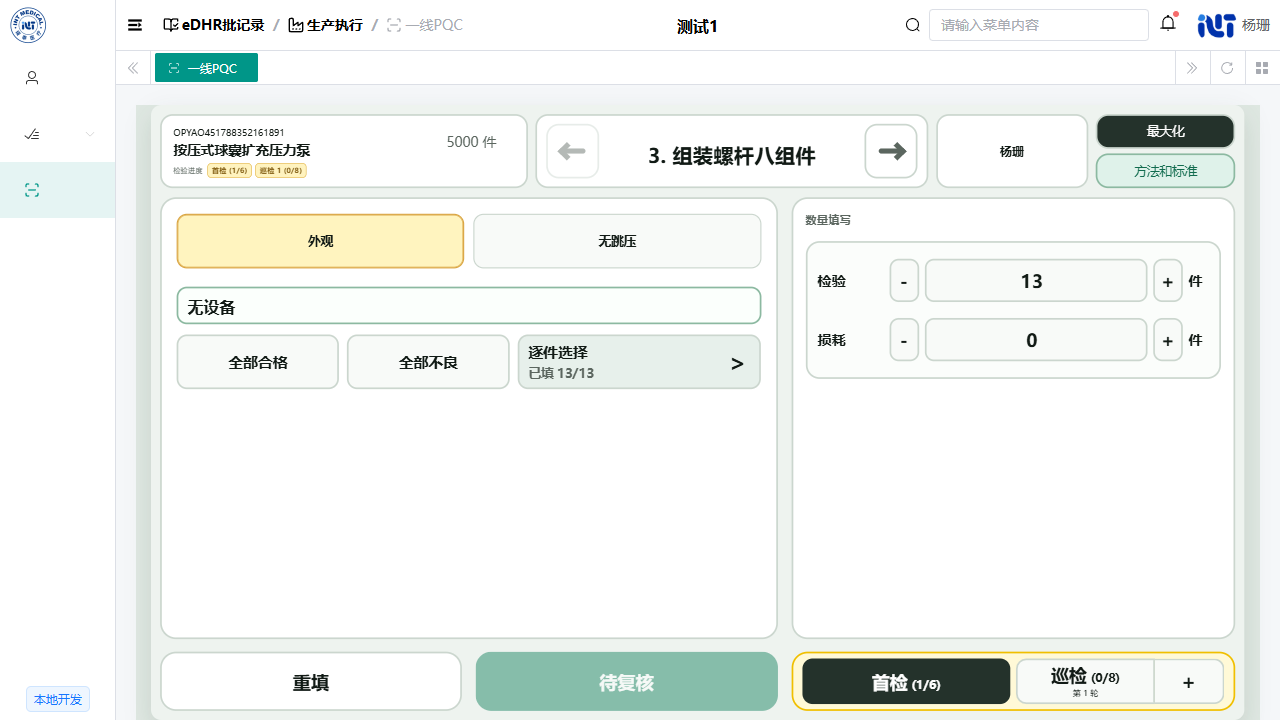 eDHR批记录 / 生产执行 / 一线PQC
测试1
请输入菜单内容
杨珊
一线PQC
OPYAO451788352161891
按压式球囊扩充压力泵
5000 件
检验进度 首检 (1/6) 巡检 1 (0/8)
3. 组装螺杆八组件
杨珊
最大化
方法和标准
外观
无跳压
无设备
全部合格
全部不良
逐件选择
已填 13/13
>
数量填写
检验 - 13 + 件
损耗 - 0 + 件
重填
待复核
首检 (1/6)
巡检 (0/8)
第 1 轮
+
本地开发